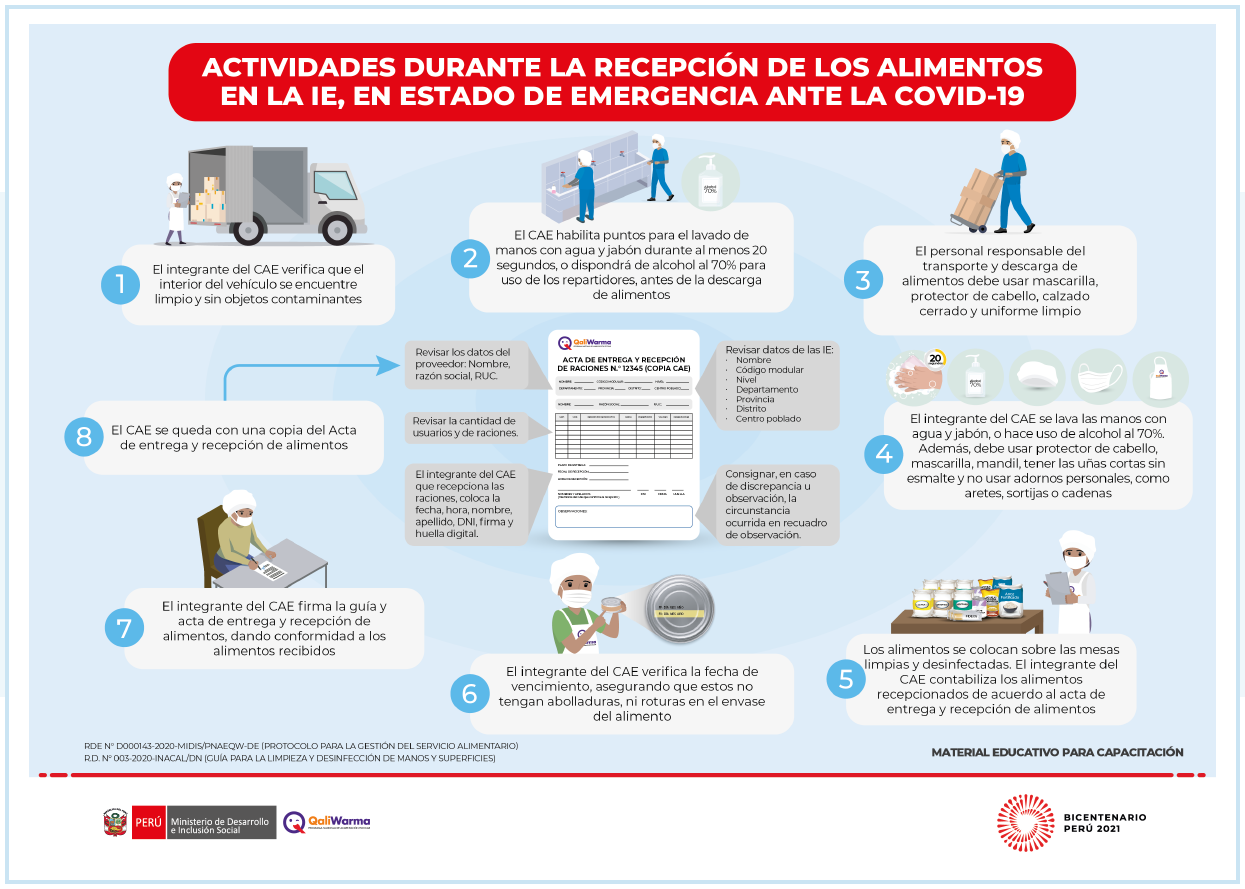 ACTIVIDADES DURANTE LA RECEPCIÓN DE LOS ALIMENTOS
EN LA IE, EN ESTADO DE EMERGENCIA ANTE LA COVID-19
1
El integrante del CAE verifica que el
interior del vehículo se encuentre
limpio y sin objetos contaminantes
alcohol
70%
2
El CAE habilita puntos para el lavado de
manos con agua y jabón durante al menos 20
segundos, o dispondrá de alcohol al 70% para
uso de los repartidores, antes de la descarga
de alimentos
3
El personal responsable del
transporte y descarga de
alimentos debe usar mascarilla,
protector de cabello, calzado
cerrado y uniforme limpio
20
alcohol
70%
4
El integrante del CAE se lava las manos con
agua y jabón, o hace uso de alcohol al 70%.
Además, debe usar protector de cabello,
mascarilla, mandil, tener las uñas cortas sin
esmalte y no usar adornos personales, como
aretes, sortijas o cadenas
5
Los alimentos se colocan sobre las mesas
limpias y desinfectadas. El integrante del
CAE contabiliza los alimentos
recepcionados de acuerdo al acta de
entrega y recepción de alimentos
6
El integrante del CAE verifica la fecha de
vencimiento, asegurando que estos no
tengan abolladuras, ni roturas en el envase
del alimento
7
El integrante del CAE firma la guía y
acta de entrega y recepción de
alimentos, dando conformidad a los
alimentos recibidos
8
El CAE se queda con una copia del Acta
de entrega y recepción de alimentos
Revisar los datos del
proveedor: Nombre,
razón social, RUC.
Revisar la cantidad de
usuarios y de raciones.
El integrante del CAE
que recepciona las
raciones, coloca la
fecha, hora, nombre,
apellido, DNI, firma y
huella digital.
QaliWarma
ACTA DE ENTREGA Y RECEPCIÓN
DE RACIONES N.° 12345 (COPIA CAE)
OBSERVACIONES:
Revisar datos de las IE:
· Nombre
· Código modular
· Nivel
· Departamento
· Provincia
· Distrito
· Centro poblado
Consignar, en caso
de discrepancia u
observación, la
circunstancia
ocurrida en recuadro
de observación.
RDE N° D000143-2020-MIDIS/PNAEQW-DE (PROTOCOLO PARA LA GESTIÓN DEL SERVICIO ALIMENTARIO)
R.D. N° 003-2020-INACAL/DN (GUÍA PARA LA LIMPIEZA Y DESINFECCIÓN DE MANOS Y SUPERFICIES)
MATERIAL EDUCATIVO PARA CAPACITACIÓN
PERÚ
Ministerio de Desarrollo
e Inclusión Social
QaliWarma
BICENTENARIO
PERÚ 2021